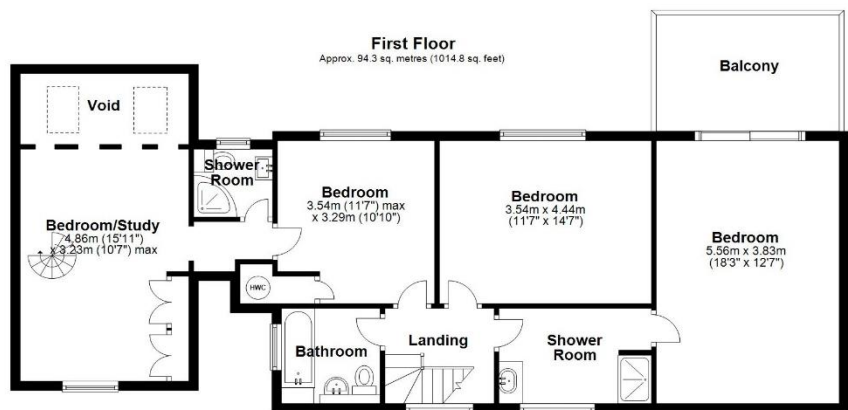 First Floor
Approx. 94.3 sq. metres (1014.8 sq. feet)
Balcony
Void
Shower
Room
Bedroom
3.54m (11'7") max
x 3.29m (10'10")
Bedroom
3.54m x 4.44m
(11'7" x 14'7")
Bedroom/Study
4.86m (15'11")
x 3.23m (10'7") max
Bedroom
5.56m x 3.83m
(18'3" x 12'7")
HWC
Bathroom
Landing
Shower
Room